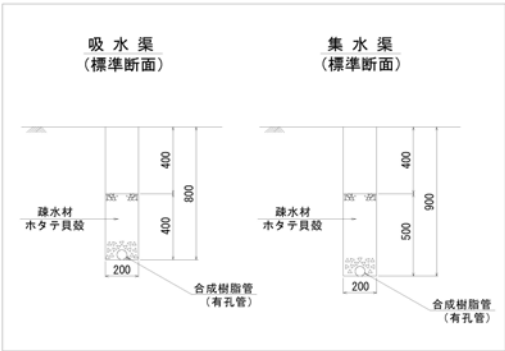 吸水渠
(標準断面)
400
800
400
疎水材
ホタテ貝殻
200
合成樹脂管
(有孔管)
集水渠
(標準断面)
400
900
500
疎水材
ホタテ貝殻
200
合成樹脂管
(有孔管)